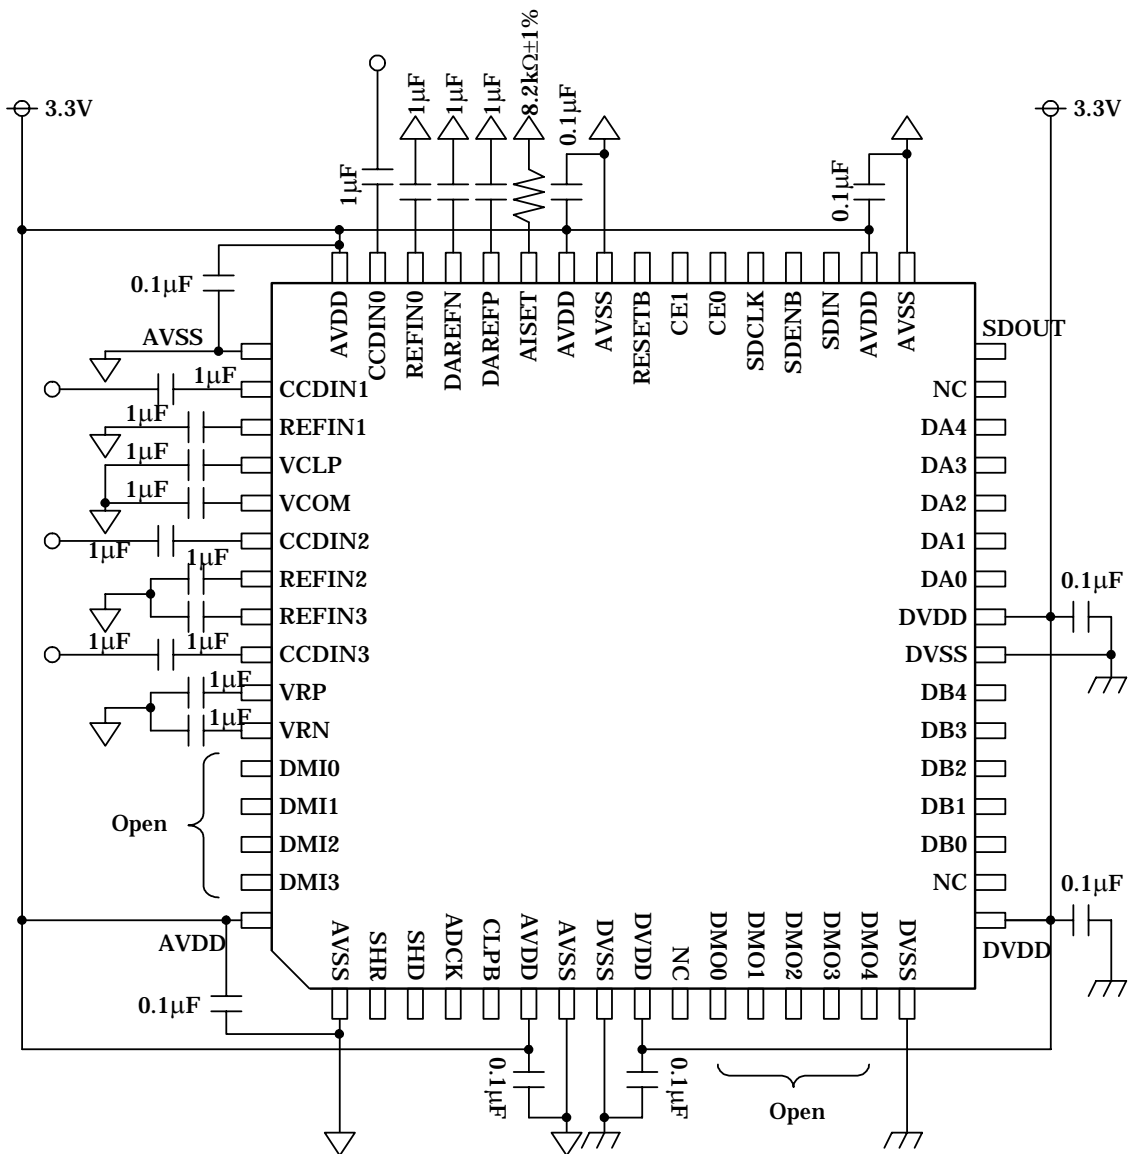 3.3V
1μF
1μF
1μF
1μF
8.2kΩ±1%
0.1μF
0.1μF
3.3V
0.1μF
AVDD
CCDIN0
REFIN0
DAREFN
DAREFP
AISET
AVDD
AVSS
RESETB
CE1
CE0
SDCLK
SDENB
SDIN
AVDD
AVSS
AVSS
SDOUT
1μF
CCDIN1
NC
1μF
REFIN1
DA4
1μF
VCLP
DA3
1μF
VCOM
DA2
1μF
CCDIN2
DA1
1μF
REFIN2
DA0
0.1μF
REFIN3
DVDD
1μF
1μF
CCDIN3
DVSS
1μF
VRP
DB4
1μF
VRN
DB3
DMI0
DB2
Open
DMI1
DB1
DMI2
DB0
DMI3
NC
0.1μF
AVDD
DVDD
AVSS
SHR
SHD
ADCK
CLPB
AVDD
AVSS
DVSS
DVDD
NC
DMO0
DMO1
DMO2
DMO3
DMO4
DVSS
0.1μF
0.1μF
0.1μF
Open